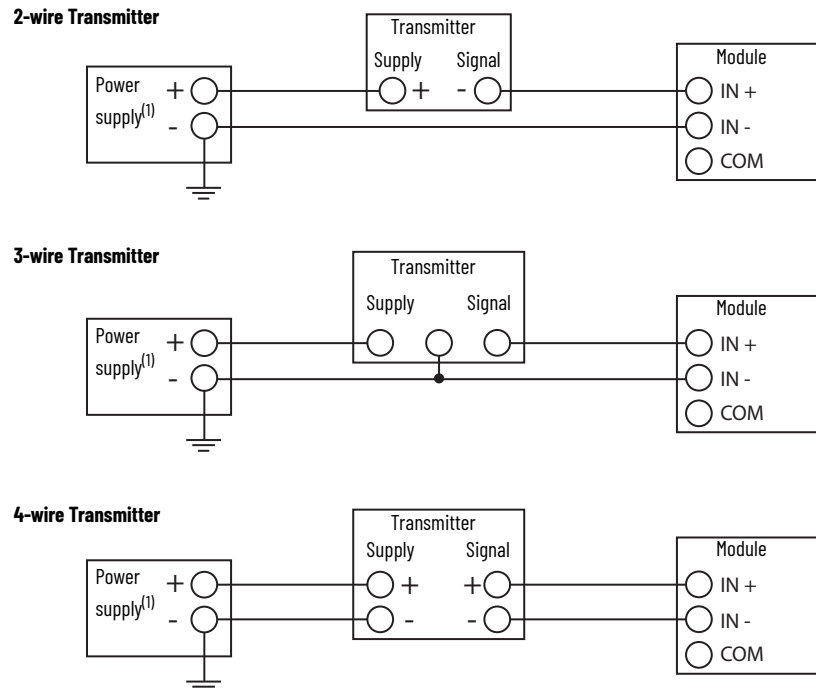 2-wire Transmitter
Transmitter
Supply Signal
+ -
Power
supply(1)
+
-
Module
IN +
IN -
COM
3-wire Transmitter
Transmitter
Supply Signal
Power
supply(1)
+
-
Module
IN +
IN -
COM
4-wire Transmitter
Transmitter
Supply Signal
+ +
- -
Power
supply(1)
+
-
Module
IN +
IN -
COM